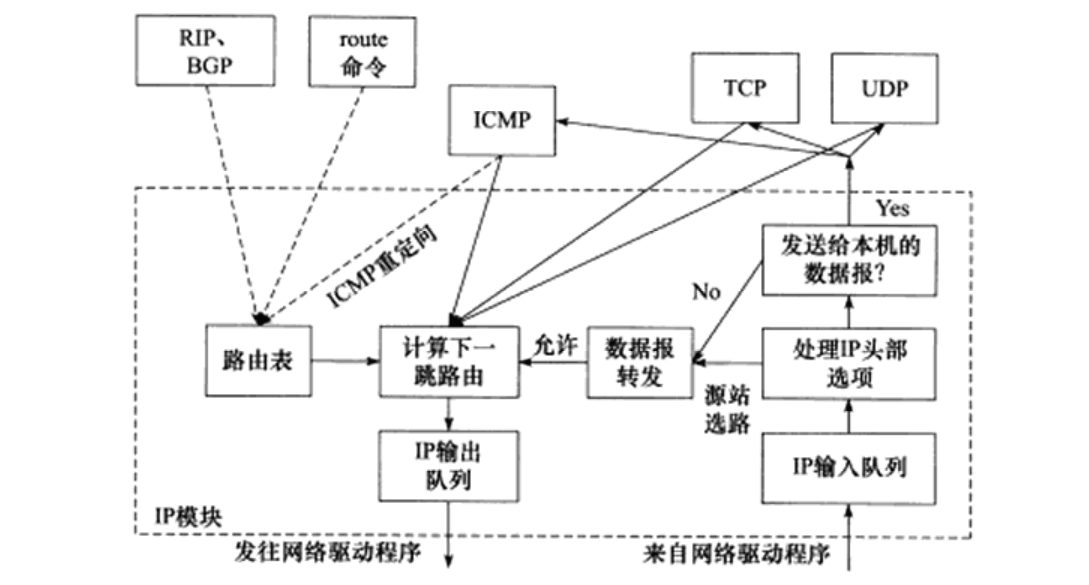 RIP、
BGP
route
命令
ICMP
TCP
UDP
Yes
ICMP重定向
发送给本机的
数据报?
No
路由表
计算下一
跳路由
允许
数据报
转发
处理IP头部
选项
源站
选路
IP输出
队列
IP输入队列
IP模块
发往网络驱动程序
来自网络驱动程序